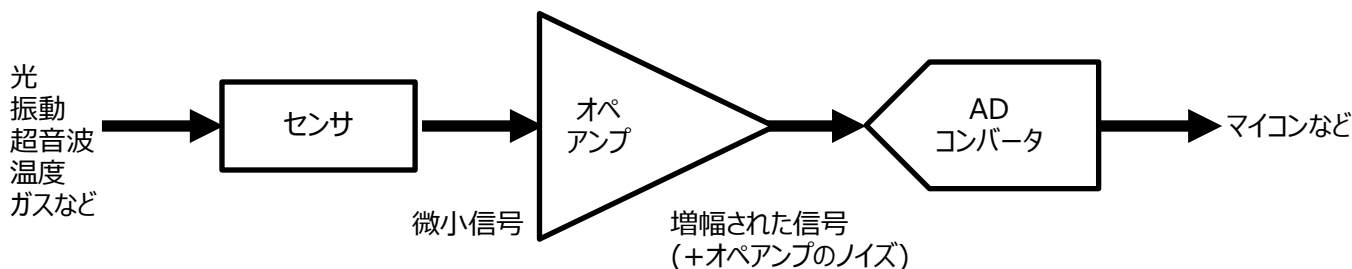 光
振動
超音波
温度
ガスなど
センサ
微小信号
オペ
アンプ
増幅された信号
(+オペアンプのノイズ)
AD
コンバータ
マイコンなど